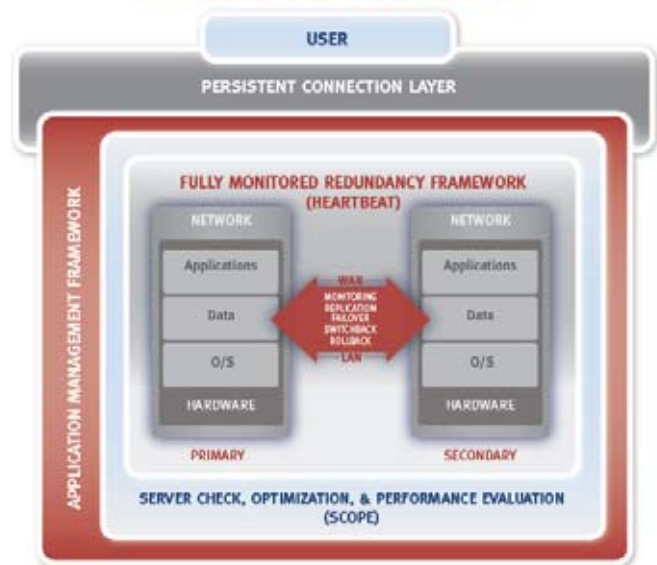 USER
PERSISTENT CONNECTION LAYER
APPLICATION MANAGEMENT FRAMEWORK
FULLY MONITORED REDUNDANCY FRAMEWORK
(HEARTBEAT)
NETWORK
Applications
Data
O/S
HARDWARE
PRIMARY
WAN
MONITORING
REPLICATION
FAILOVER
SWITCHBACK
ROLLBACK
LAN
NETWORK
Applications
Data
O/S
HARDWARE
SECONDARY
SERVER CHECK, OPTIMIZATION, & PERFORMANCE EVALUATION
(SCOPE)